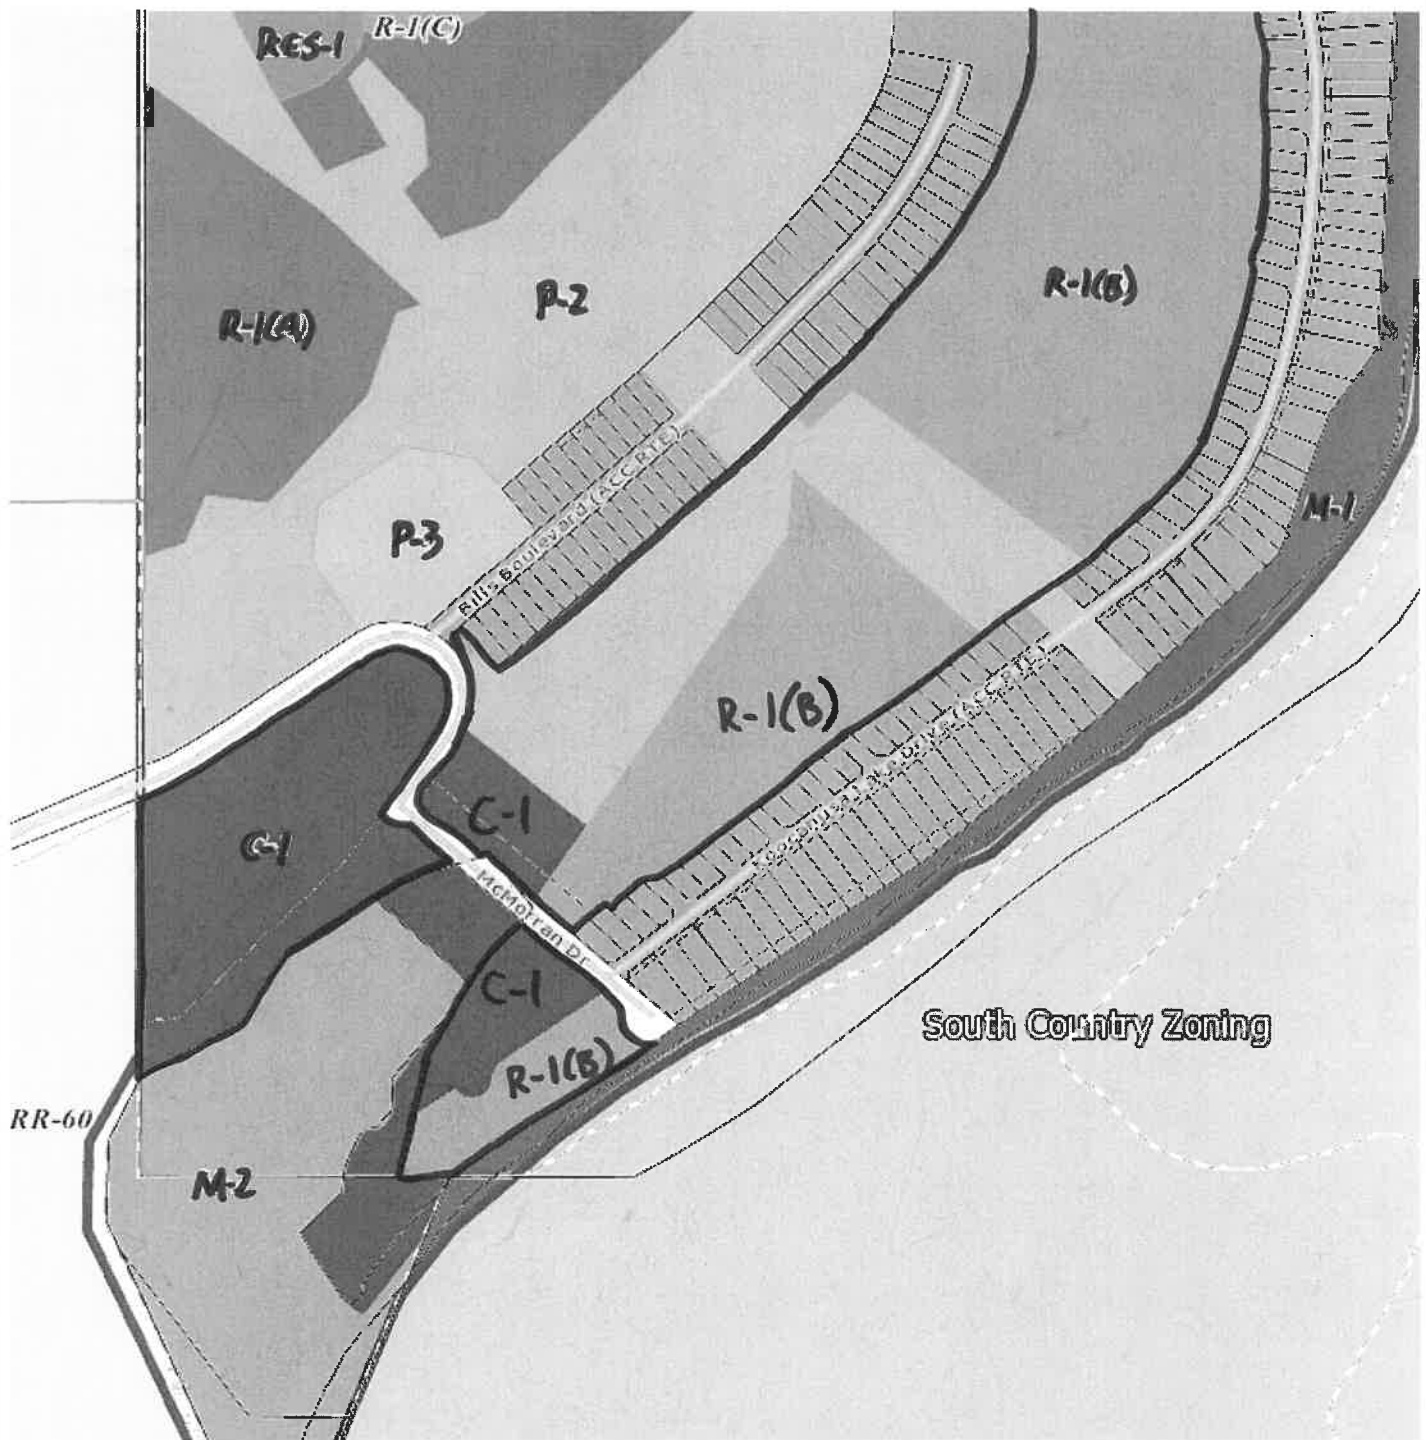 R-1(C)
RES-1
R-1(A)
P-2
R-1(B)
M-1
P-3
Bills Boulevard (ACC RTE)
R-1(B)
C-1
C-1
McMorran Dr
C-1
R-1(B)
South Country Zoning
RR-60
M-2